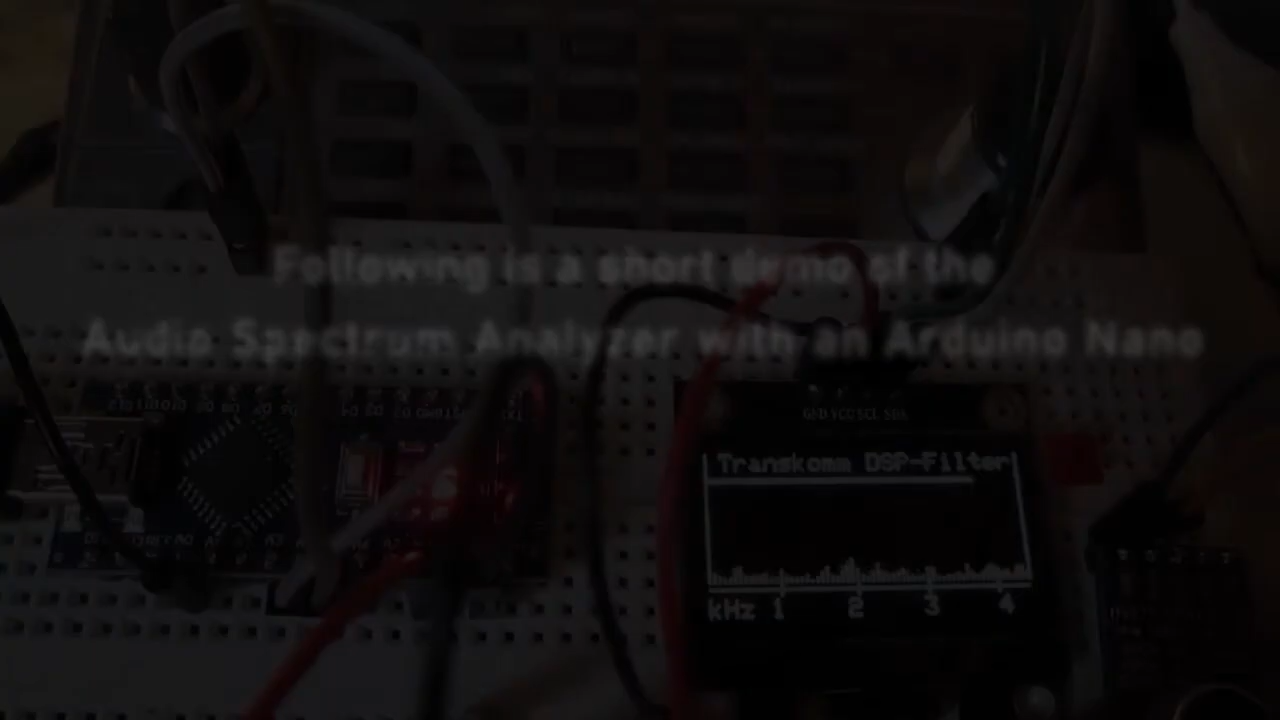 Following is a short demo of the
Audio Spectrum Analyzer with an Arduino Nano
GND VCC SCL SDA
Transkomm DSP-Filter
kHz 1 2 3 4